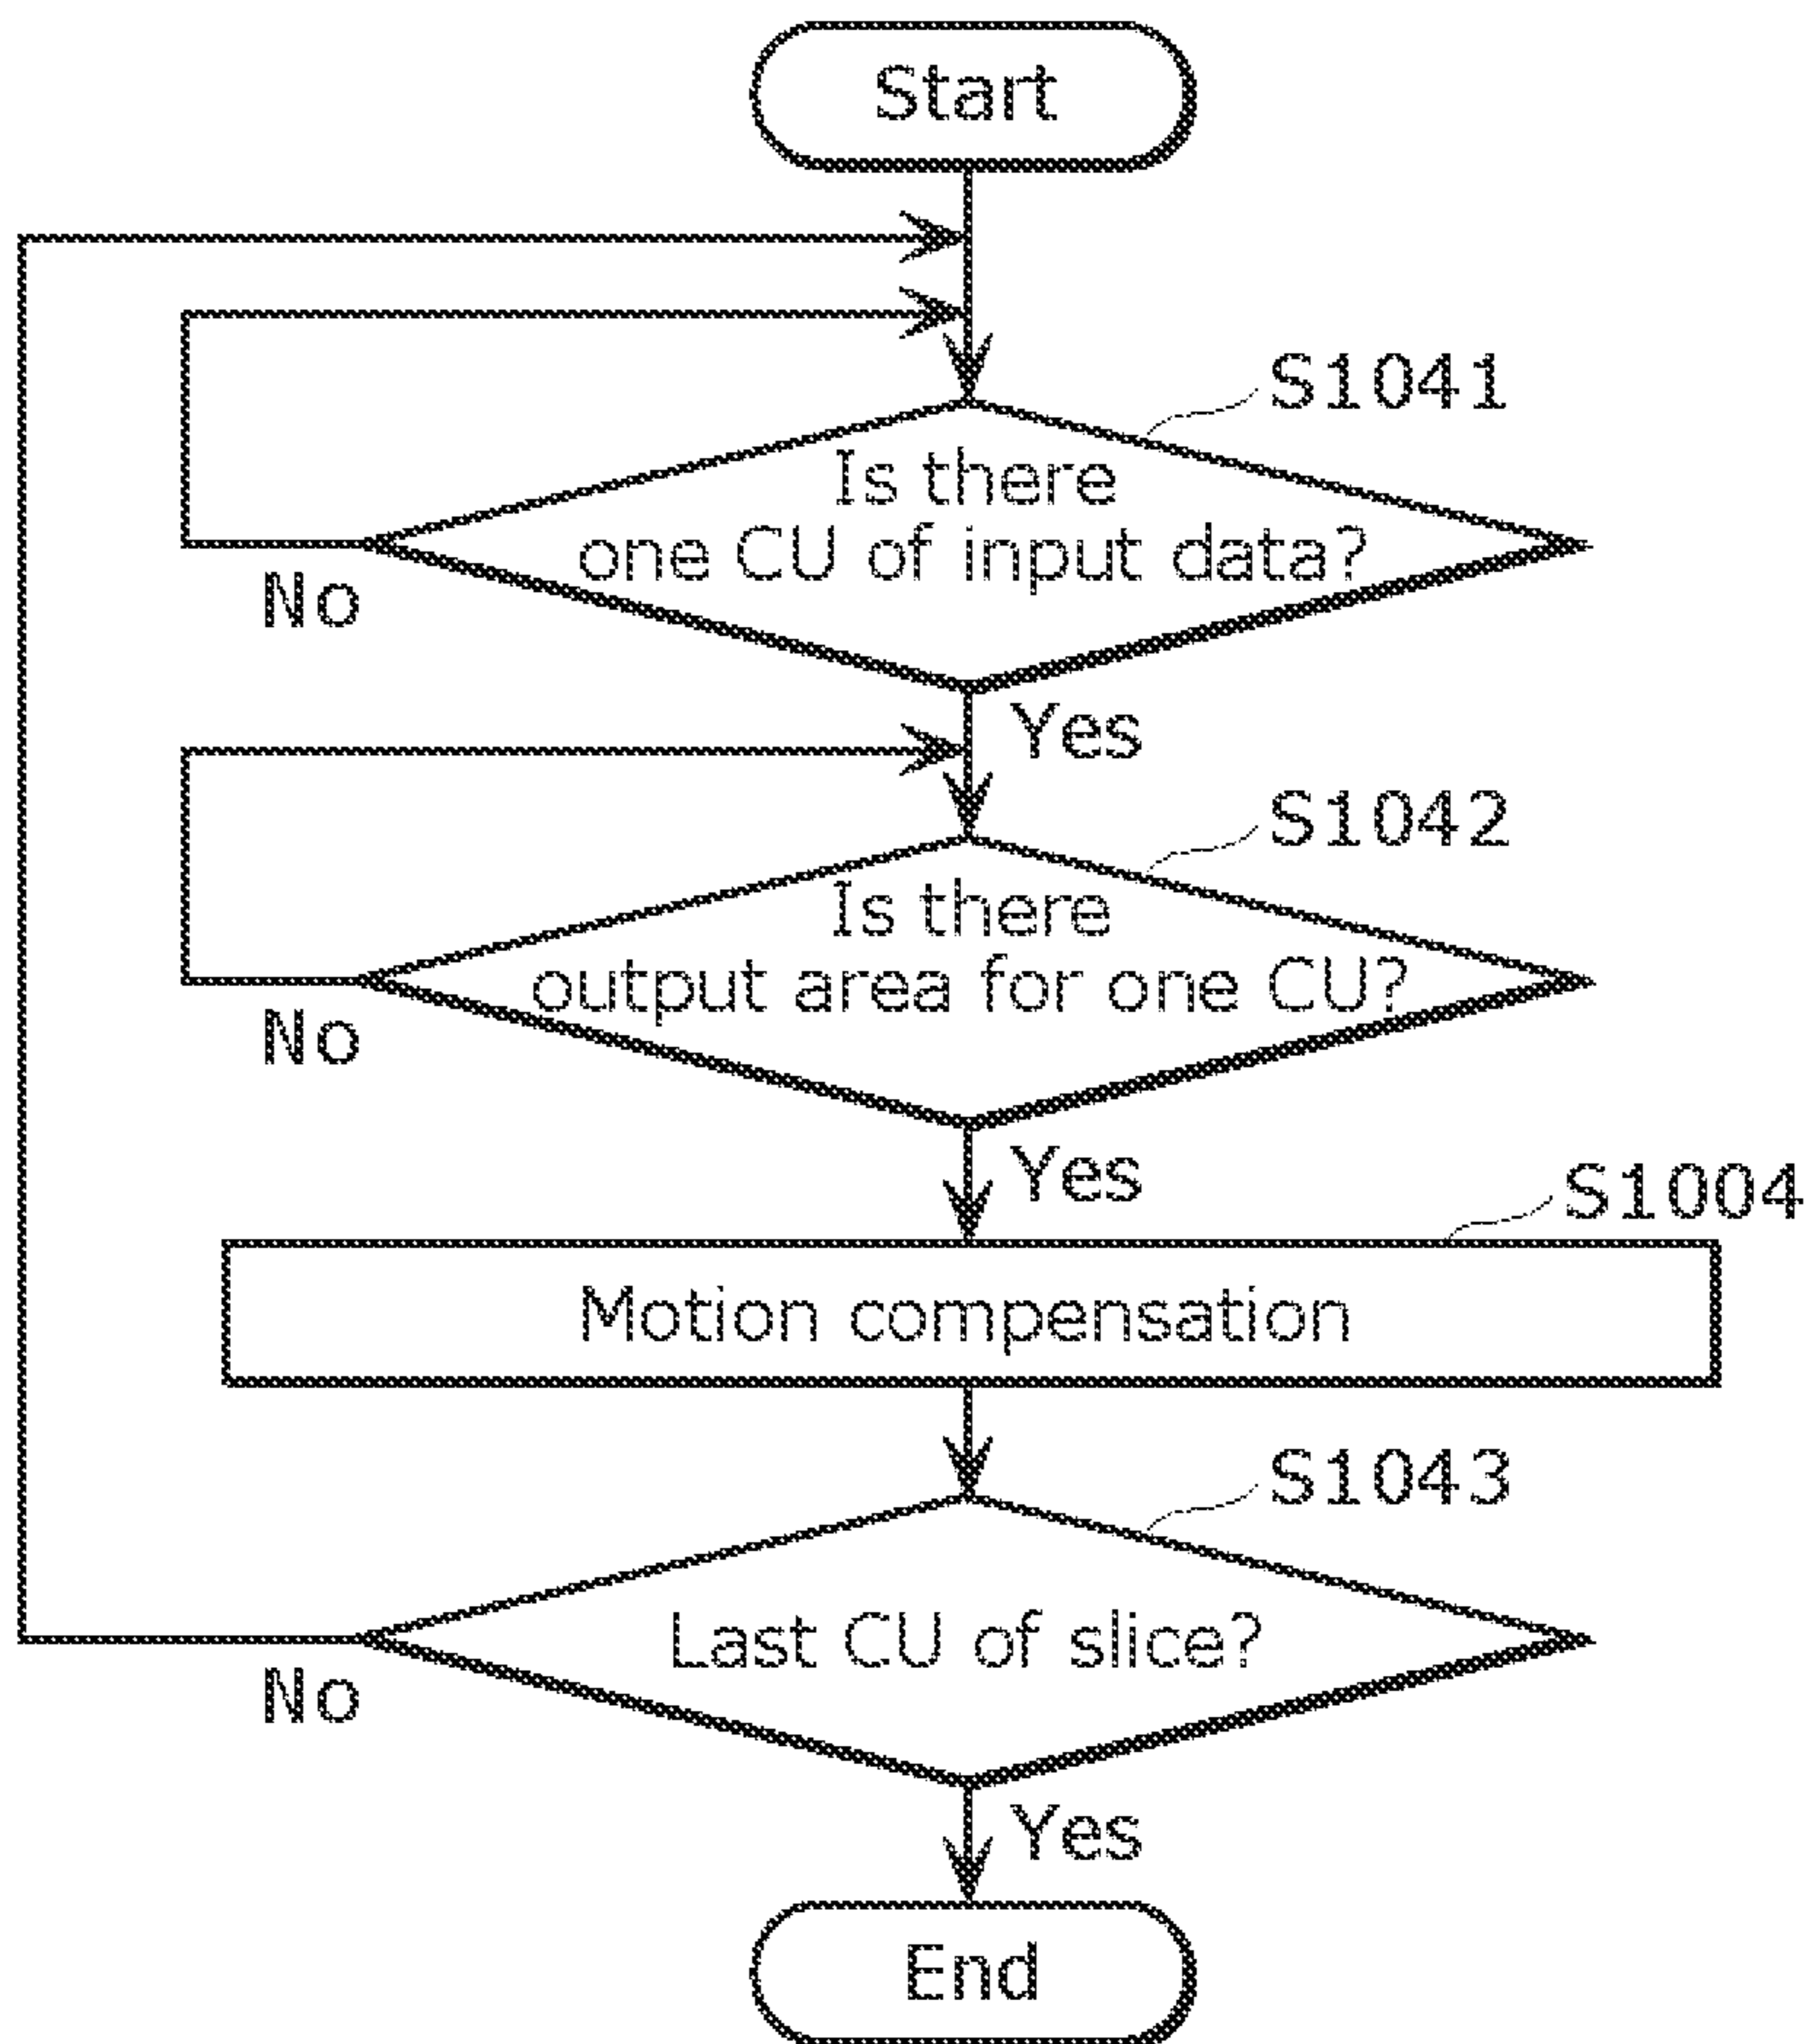 Start
S1041
Is there
one CU of input data?
No
Yes
S1042
Is there
output area for one CU?
No
Yes
S1004
Motion compensation
S1043
Last CU of slice?
No
Yes
End